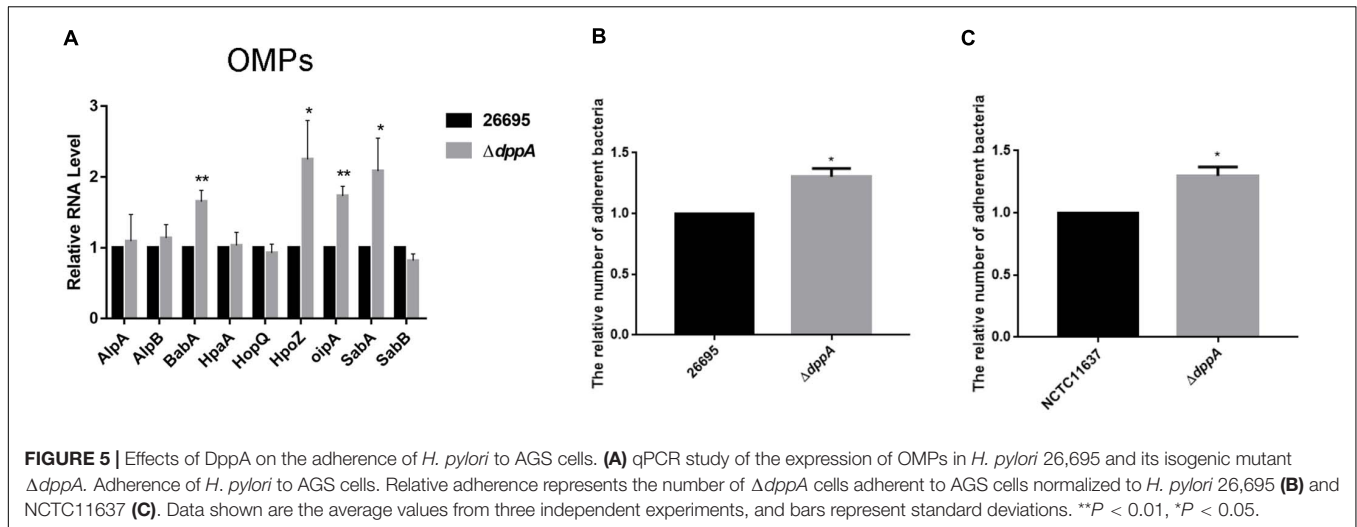 A
OMPs
Relative RNA Level
3
2
1
0
*
*
**
**
26695
ΔdppA
AlpA
AlpB
BabA
HpaA
HopQ
HpoZ
oipA
SabA
SabB
B
The relative number of adherent bacteria
1.5
1.0
0.5
0.0
*
26695
ΔdppA
C
The relative number of adherent bacteria
1.5
1.0
0.5
0.0
*
NCTC11637
ΔdppA
FIGURE 5 | Effects of DppA on the adherence of H. pylori to AGS cells. (A) qPCR study of the expression of OMPs in H. pylori 26,695 and its isogenic mutant
ΔdppA. Adherence of H. pylori to AGS cells. Relative adherence represents the number of ΔdppA cells adherent to AGS cells normalized to H. pylori 26,695 (B) and
NCTC11637 (C). Data shown are the average values from three independent experiments, and bars represent standard deviations. **P < 0.01, *P < 0.05.